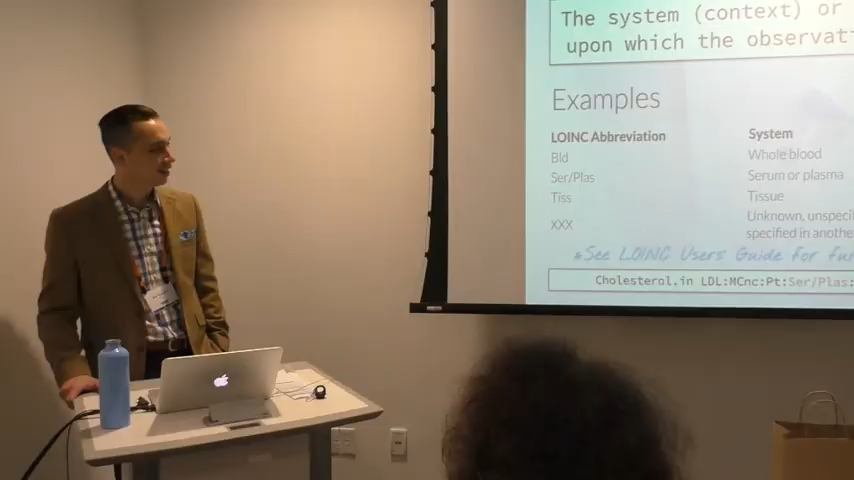 The system (context) or
upon which the observati
Examples
LOINC Abbreviation System
Bld Whole blood
Ser/Plas Serum or plasma
Tiss Tissue
XXX Unknown, unspecifi
specified in anothe
*See LOINC Users Guide for fu
Cholesterol.in LDL:MCnc:Pt:Ser/Plas: